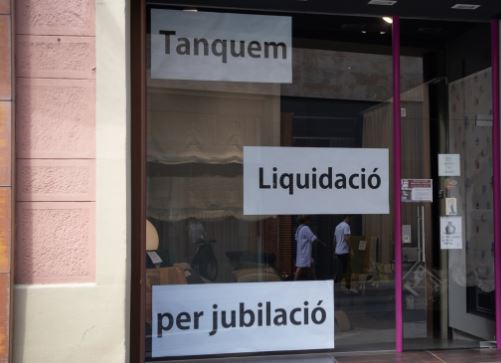 Tanquem
Liquidació
per jubilació